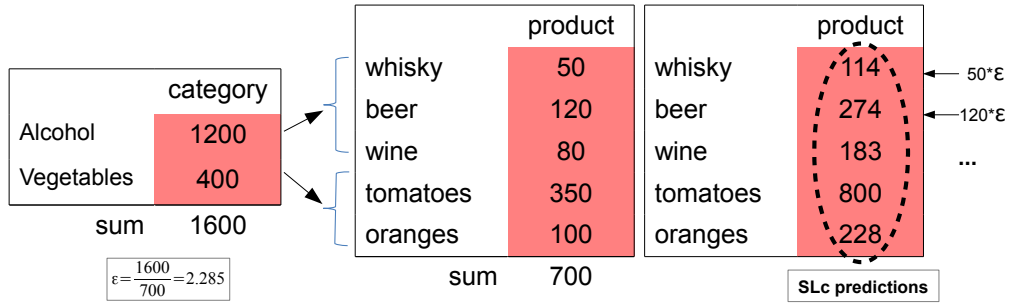 category
Alcohol 1200
Vegetables 400
sum 1600
ε=1600/700=2.285
product
whisky 50
beer 120
wine 80
tomatoes 350
oranges 100
sum 700
product
whisky 114
beer 274
wine 183
tomatoes 800
oranges 228
50*ε
120*ε
...
SLc predictions